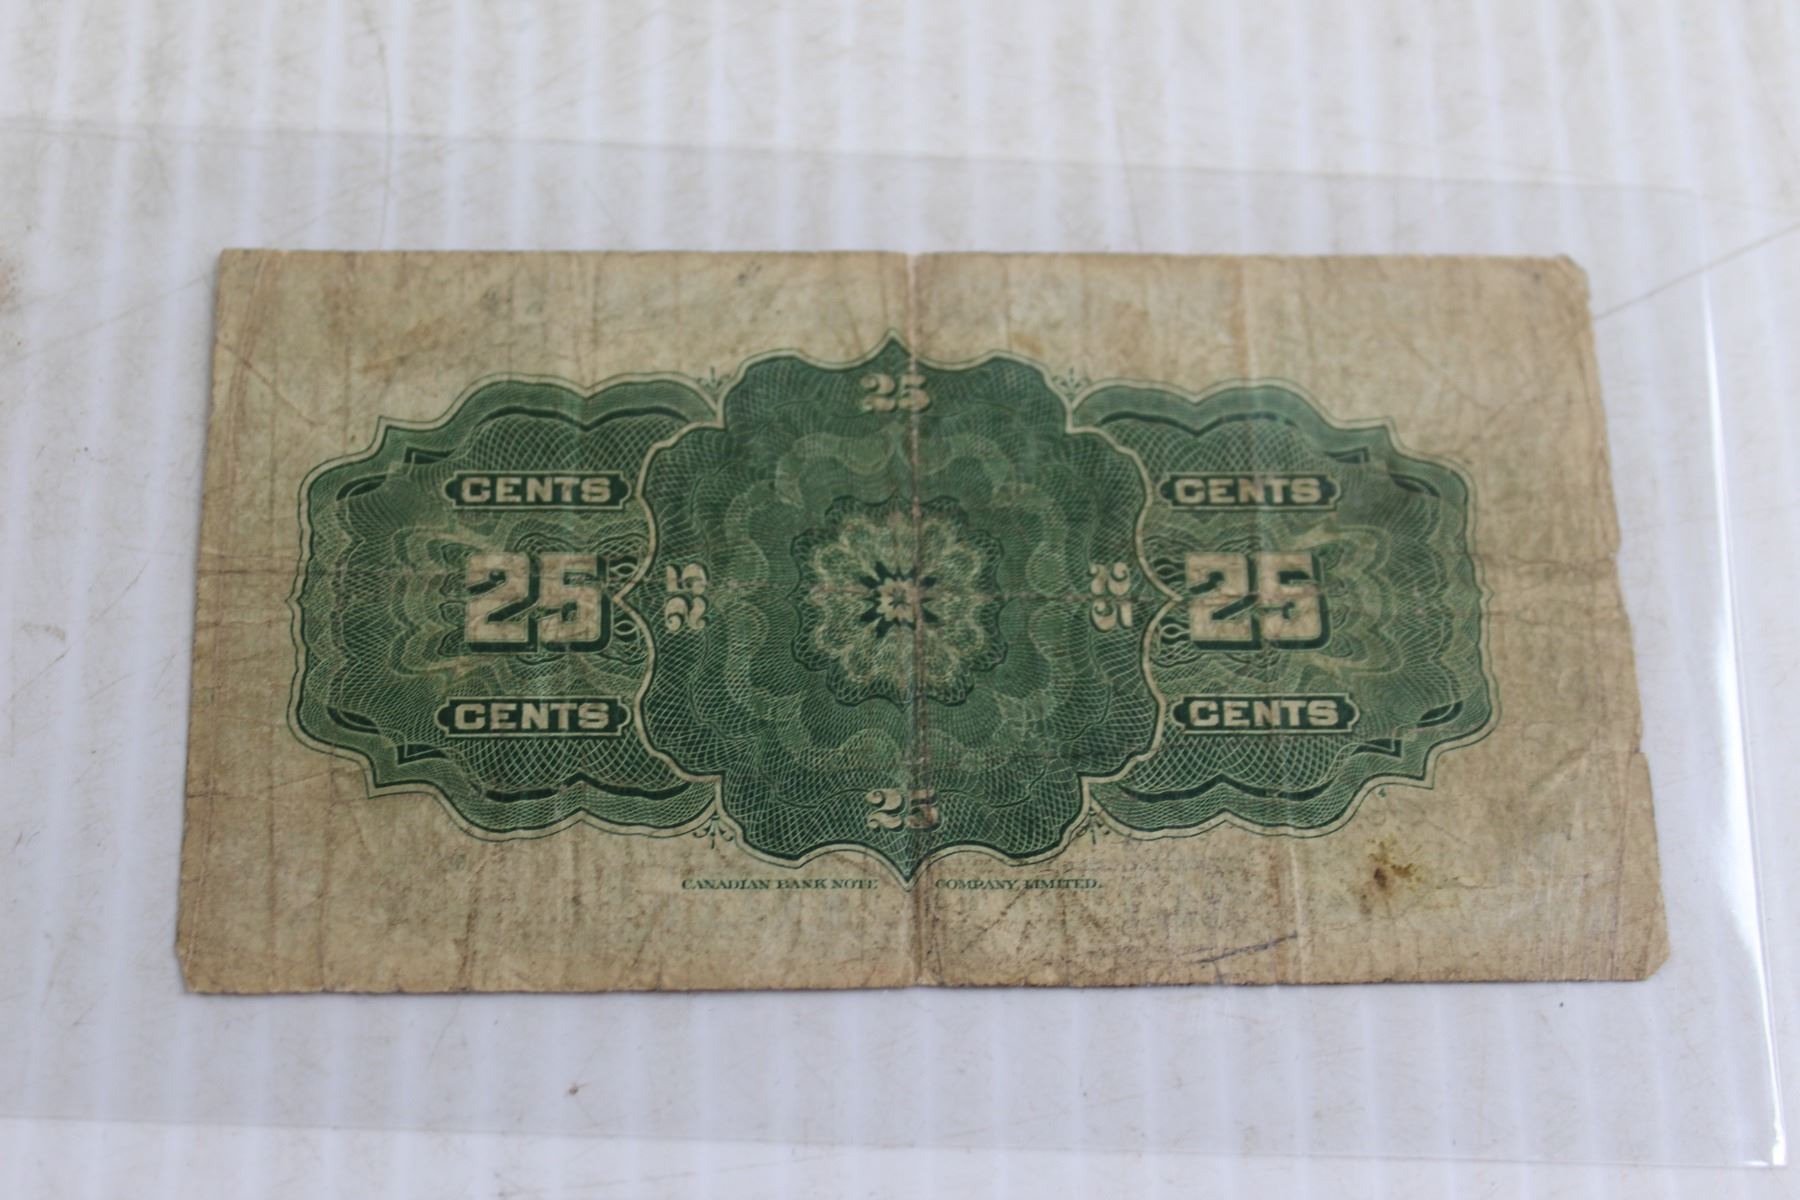 25
CENTS CENTS
25 25 25 25
CENTS CENTS
25
CANADIAN BANK NOTE COMPANY, LIMITED.